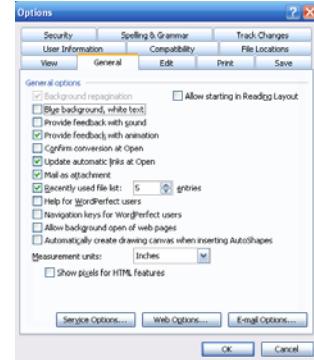 Options
Security Spelling & Grammar Track Changes
User Information Compatibility File Locations
View General Edit Print Save
General options
Background repagination Allow starting in Reading Layout
Blue background, white text
Provide feedback with sound
Provide feedback with animation
Confirm conversion at Open
Update automatic links at Open
Mail as attachment
Recently used file list: 5 entries
Help for WordPerfect users
Navigation keys for WordPerfect users
Allow background open of web pages
Automatically create drawing canvas when inserting AutoShapes
Measurement units: Inches
Show pixels for HTML features
Service Options... Web Options... E-mail Options...
OK Cancel